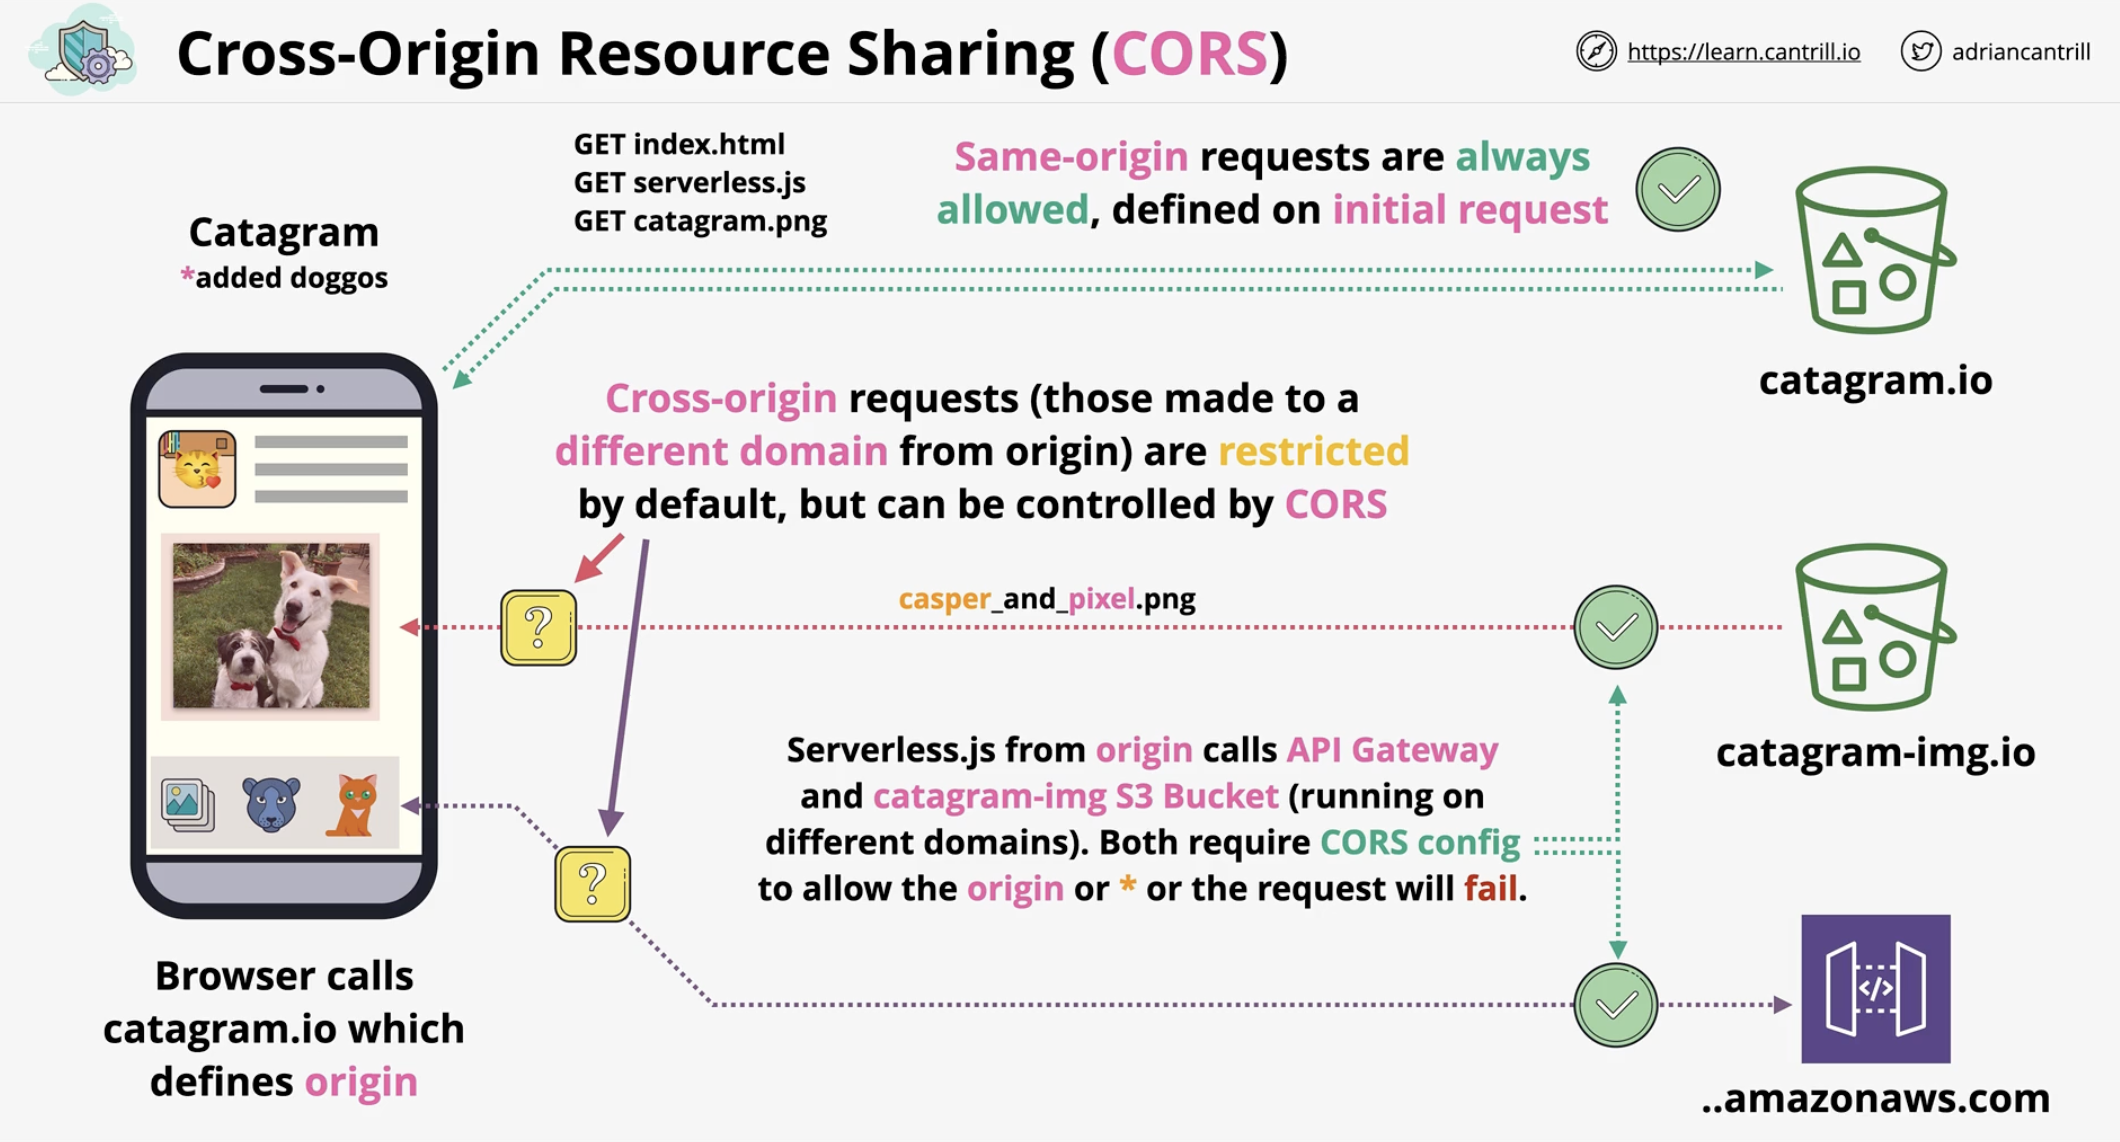 Cross-Origin Resource Sharing (CORS)
https://learn.cantrill.io
adriancantrill
GET index.html
GET serverless.js
GET catagram.png
Same-origin requests are always
allowed, defined on initial request
Catagram
*added doggos
catagram.io
Cross-origin requests (those made to a
different domain from origin) are restricted
by default, but can be controlled by CORS
?
casper_and_pixel.png
catagram-img.io
Serverless.js from origin calls API Gateway
and catagram-img S3 Bucket (running on
different domains). Both require CORS config
to allow the origin or * or the request will fail.
?
Browser calls
catagram.io which
defines origin
</>
..amazonaws.com